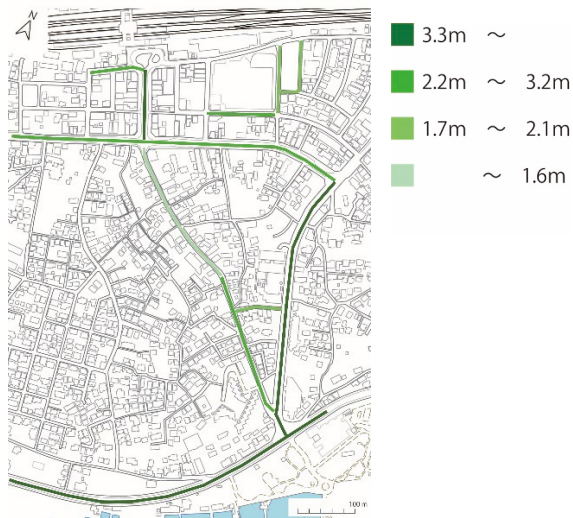 3.3m ～
2.2m ～ 3.2m
1.7m ～ 2.1m
～ 1.6m
N
100 m